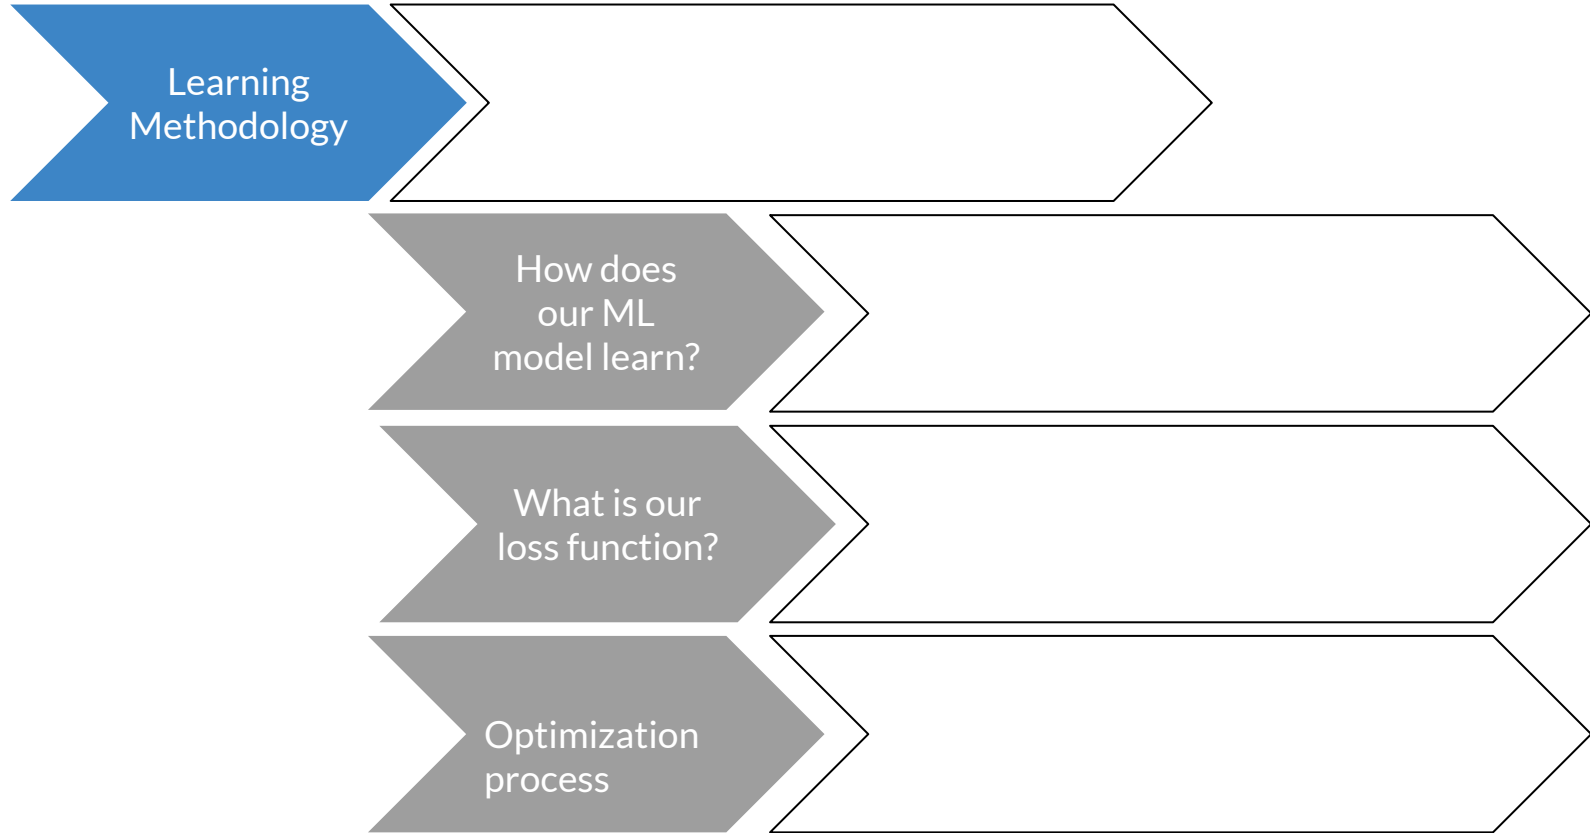 Learning
Methodology
How does
our ML
model learn?
What is our
loss function?
Optimization
process